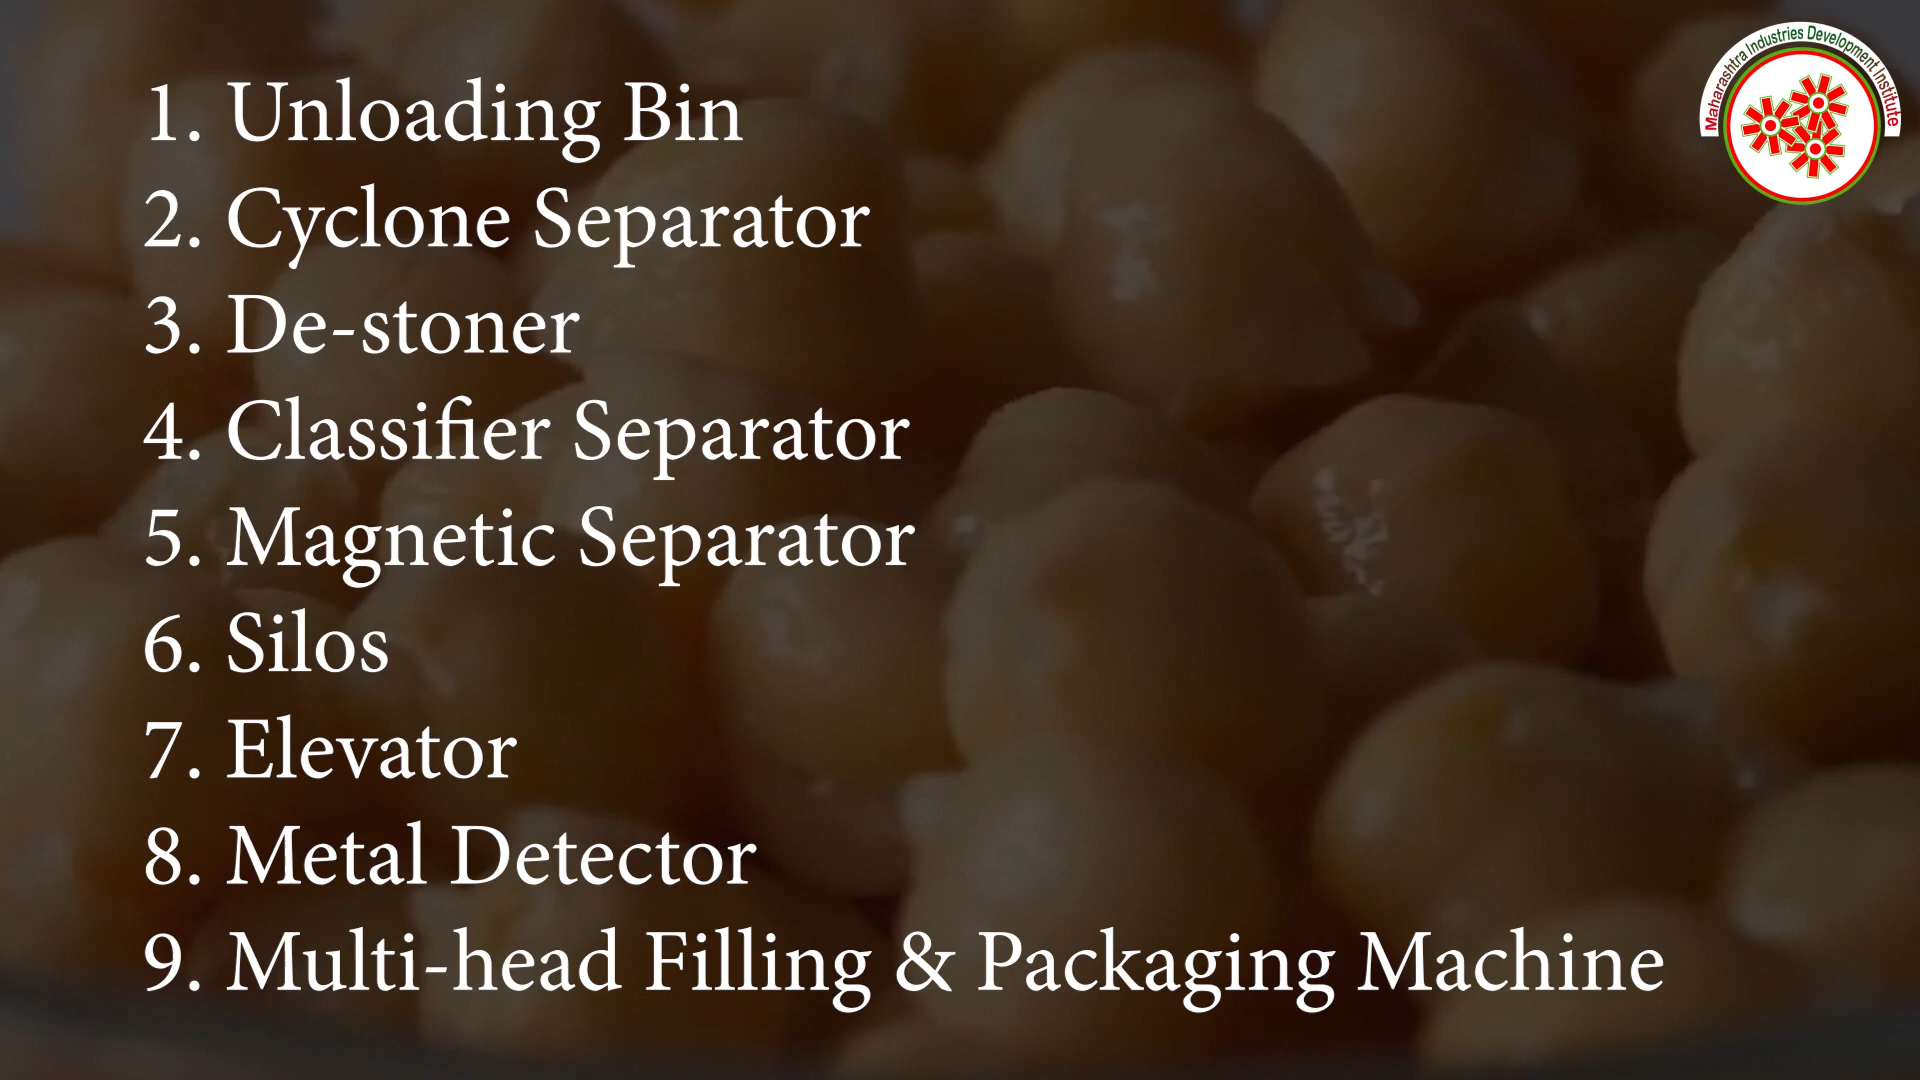 Maharashtra Industries Development Institute
1. Unloading Bin
2. Cyclone Separator
3. De-stoner
4. Classifier Separator
5. Magnetic Separator
6. Silos
7. Elevator
8. Metal Detector
9. Multi-head Filling & Packaging Machine